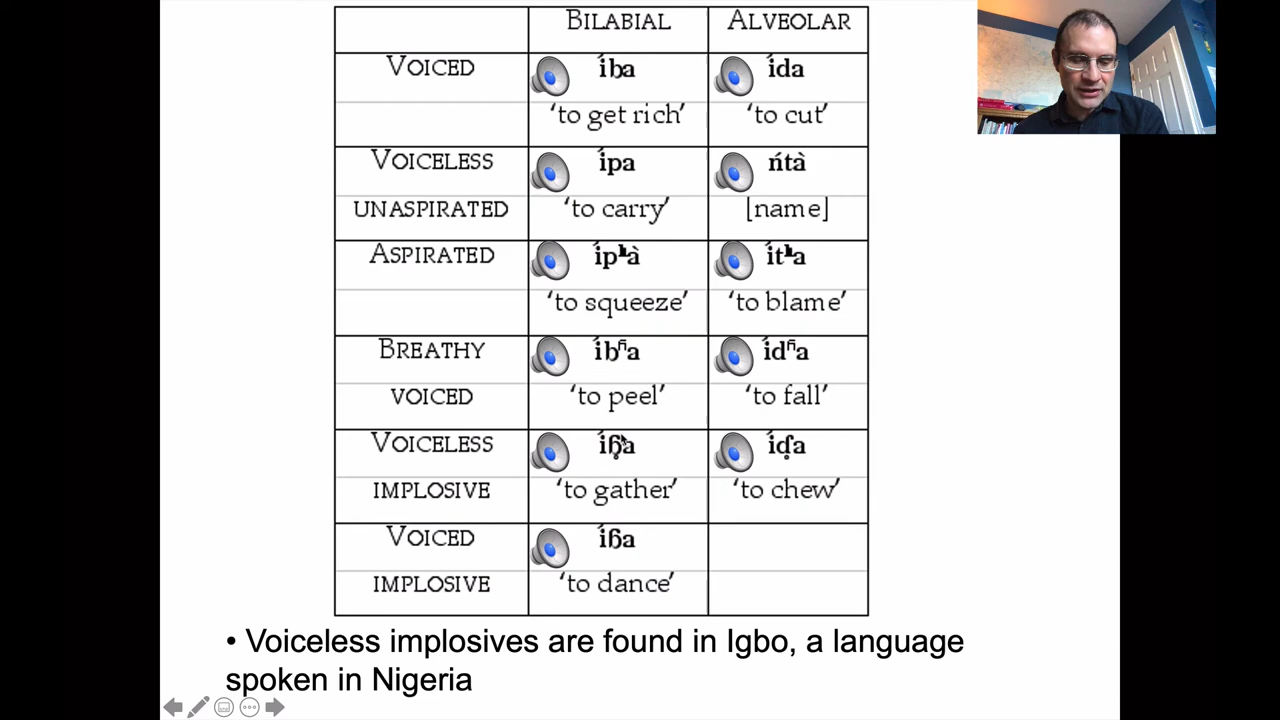 BILABIAL ALVEOLAR
VOICED íba ída
‘to get rich’ ‘to cut’
VOICELESS ípa ńtà
UNASPIRATED ‘to carry’ [name]
ASPIRATED ípʰà ítʰa
‘to squeeze’ ‘to blame’
BREATHY íbʱa ídʱa
VOICED ‘to peel’ ‘to fall’
VOICELESS íɓ̥a íɗ̥a
IMPLOSIVE ‘to gather’ ‘to chew’
VOICED íɓa
IMPLOSIVE ‘to dance’
• Voiceless implosives are found in Igbo, a language
spoken in Nigeria